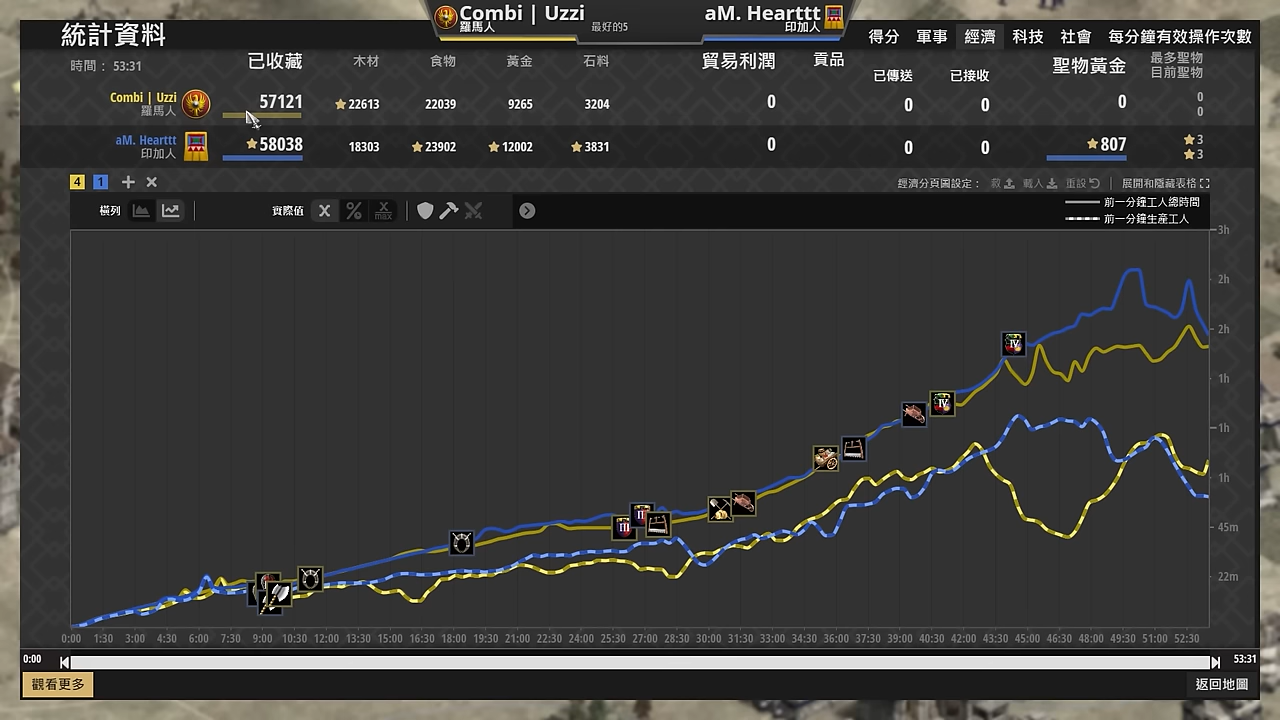 Combi | Uzzi
羅馬人
最好的5
aM. Hearttt
印加人
統計資料
得分 軍事 經濟 科技 社會 每分鐘有效操作次數
時間： 53:31
已收藏 木材 食物 黃金 石料 貿易利潤 貢品 已傳送 已接收 聖物黃金 最多聖物
目前聖物
Combi | Uzzi
羅馬人
57121 22613 22039 9265 3204 0 0 0 0 0
0
aM. Hearttt
印加人
58038 18303 23902 12002 3831 0 0 0 807 3
3
4 1
經濟分頁圖設定： 載入 重設 | 展開和隱藏表格
橫列 實際值 X % X max
前一分鐘工人總時間
前一分鐘生產工人
3h
2h
2h
1h
1h
1h
45m
22m
IV
IV
III
0:00 1:30 3:00 4:30 6:00 7:30 9:00 10:30 12:00 13:30 15:00 16:30 18:00 19:30 21:00 22:30 24:00 25:30 27:00 28:30 30:00 31:30 33:00 34:30 36:00 37:30 39:00 40:30 42:00 43:30 45:00 46:30 48:00 49:30 51:00 52:30
0:00 53:31
觀看更多 返回地圖